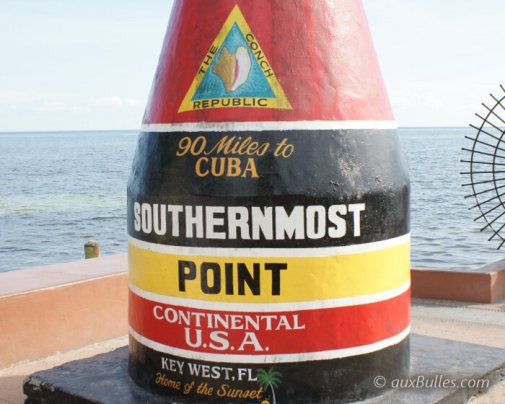 THE CONCH
REPUBLIC
90 Miles to
CUBA
SOUTHERNMOST
POINT
CONTINENTAL
U.S.A.
KEY WEST, FL
Home of the Sunset
© auxBulles.com